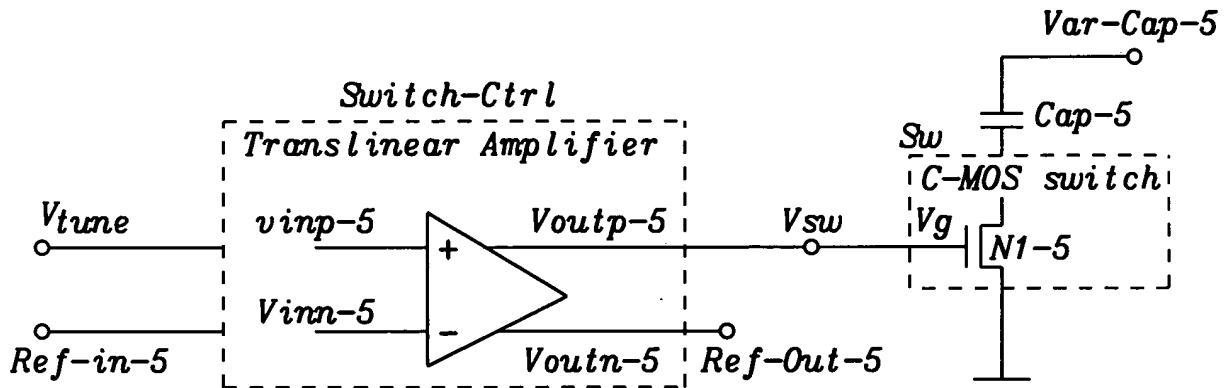 Var-Cap-5
Switch-Ctrl
Cap-5
Translinear Amplifier
Sw
C-MOS switch
Vtune
vinp-5
+
Voutp-5
Vsw
Vg
N1-5
Vinn-5
-
Ref-in-5
Voutn-5
Ref-Out-5